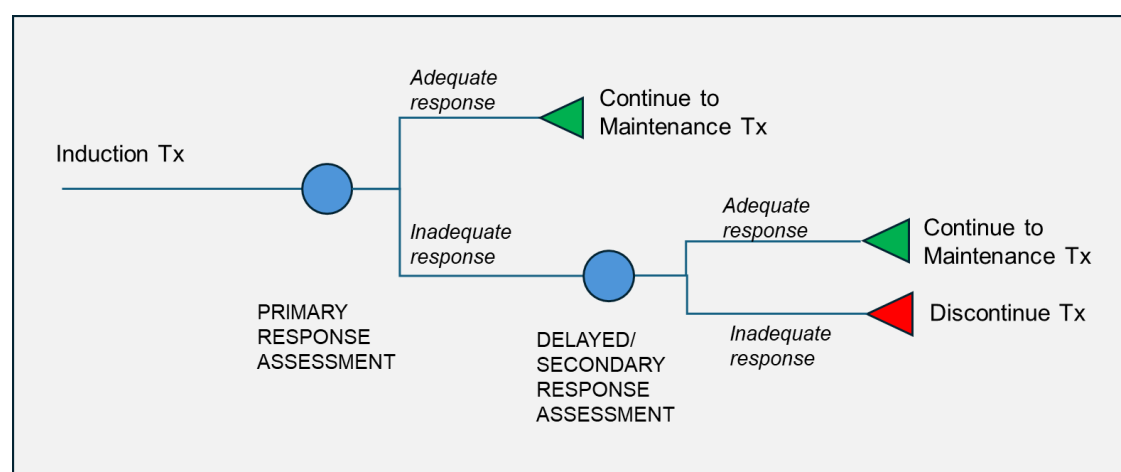 Induction Tx
Adequate
response
Continue to
Maintenance Tx
Inadequate
response
PRIMARY
RESPONSE
ASSESSMENT
Adequate
response
Continue to
Maintenance Tx
DELAYED/
SECONDARY
RESPONSE
ASSESSMENT
Inadequate
response
Discontinue Tx